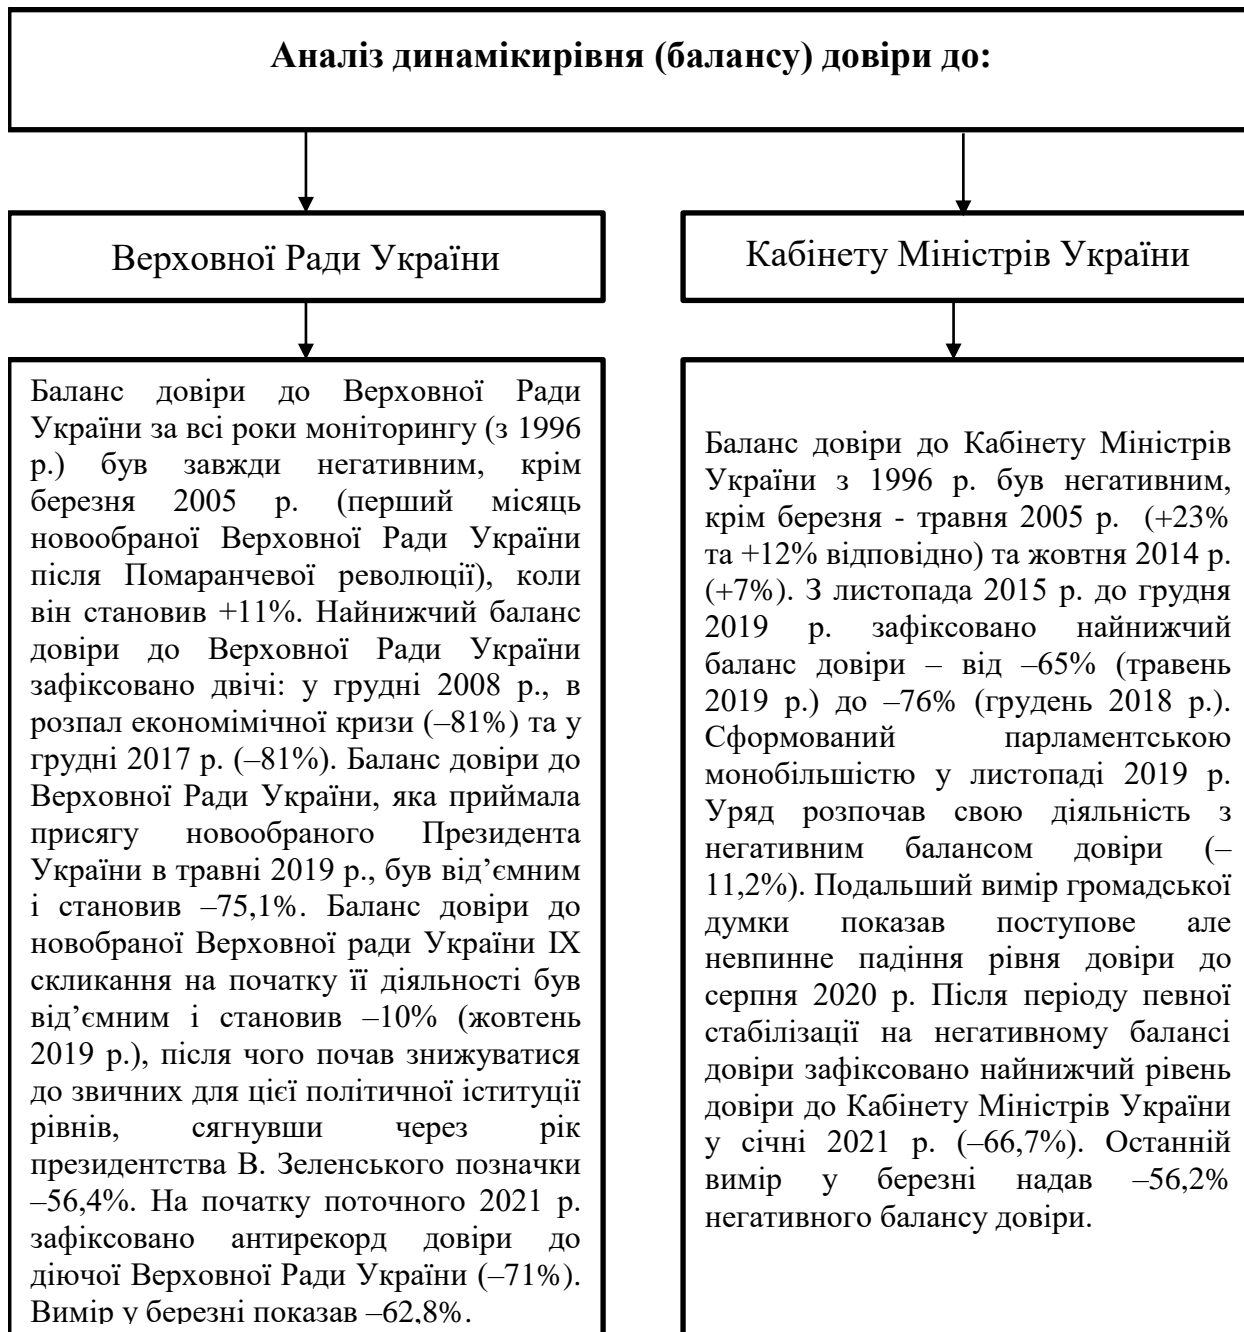 Аналіз динамікирівня (балансу) довіри до:
Верховної Ради України
Кабінету Міністрів України
Баланс довіри до Верховної Ради
України за всі роки моніторингу (з 1996
р.) був завжди негативним, крім
березня 2005 р. (перший місяць
новообраної Верховної Ради України
після Помаранчевої революції), коли
він становив +11%. Найнижчий баланс
довіри до Верховної Ради України
зафіксовано двічі: у грудні 2008 р., в
розпал економімічної кризи (–81%) та у
грудні 2017 р. (–81%). Баланс довіри до
Верховної Ради України, яка приймала
присягу новообраного Президента
України в травні 2019 р., був від’ємним
і становив –75,1%. Баланс довіри до
новобраної Верховної ради України IX
скликання на початку її діяльності був
від’ємним і становив –10% (жовтень
2019 р.), після чого почав знижуватися
до звичних для цієї політичної іституції
рівнів, сягнувши через рік
президентства В. Зеленського позначки
–56,4%. На початку поточного 2021 р.
зафіксовано антирекорд довіри до
діючої Верховної Ради України (–71%).
Вимір у березні показав –62,8%.
Баланс довіри до Кабінету Міністрів
України з 1996 р. був негативним,
крім березня - травня 2005 р. (+23%
та +12% відповідно) та жовтня 2014 р.
(+7%). З листопада 2015 р. до грудня
2019 р. зафіксовано найнижчий
баланс довіри – від –65% (травень
2019 р.) до –76% (грудень 2018 р.).
Сформований парламентською
монобільшістю у листопаді 2019 р.
Уряд розпочав свою діяльність з
негативним балансом довіри (–
11,2%). Подальший вимір громадської
думки показав поступове але
невпинне падіння рівня довіри до
серпня 2020 р. Після періоду певної
стабілізації на негативному балансі
довіри зафіксовано найнижчий рівень
довіри до Кабінету Міністрів України
у січні 2021 р. (–66,7%). Останній
вимір у березні надав –56,2%
негативного балансу довіри.